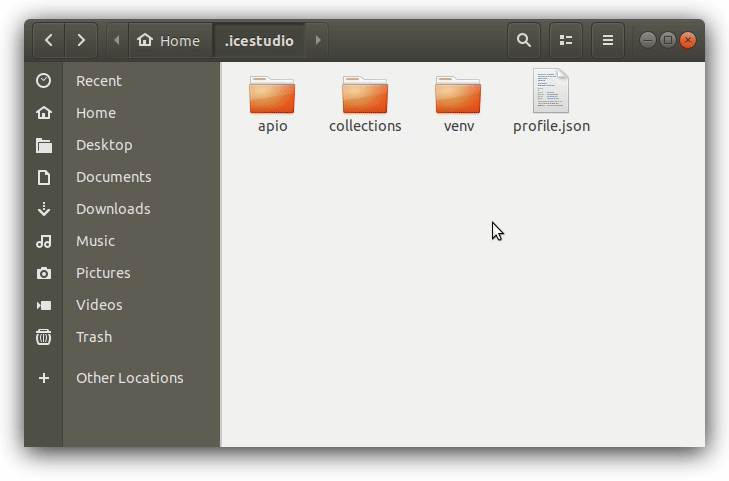 Home
.icestudio
Recent
Home
Desktop
Documents
Downloads
Music
Pictures
Videos
Trash
Other Locations
apio
collections
venv
profile.json